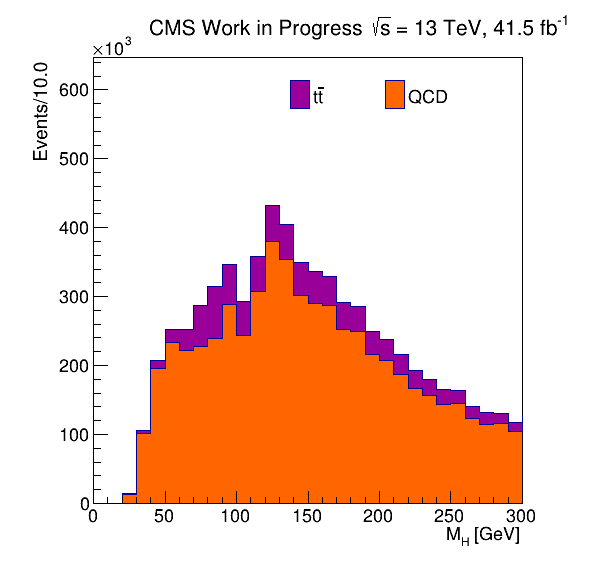 CMS Work in Progress √s = 13 TeV, 41.5 fb⁻¹
×10³
Events/10.0
tt̄ QCD
600
500
400
300
200
100
0
0 50 100 150 200 250 300
M_H [GeV]